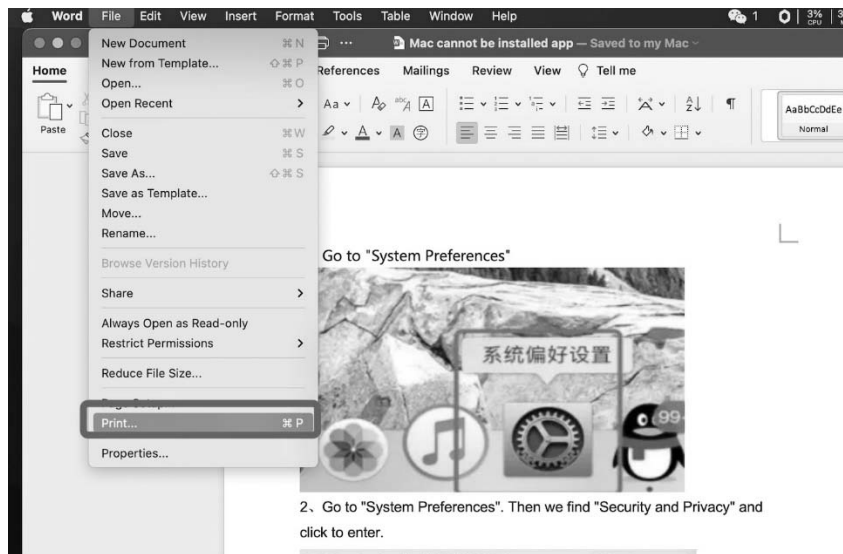 Word File Edit View Insert Format Tools Table Window Help 1 3% CPU
Mac cannot be installed app — Saved to my Mac
Home References Mailings Review View Tell me
Paste
Aa A
AaBbCcDdEe
Normal
New Document ⌘ N
New from Template... ⇧ ⌘ P
Open... ⌘ O
Open Recent
Close ⌘ W
Save ⌘ S
Save As... ⇧ ⌘ S
Save as Template...
Move...
Rename...
Browse Version History
Share
Always Open as Read-only
Restrict Permissions
Reduce File Size...
Print... ⌘ P
Properties...
Go to "System Preferences"
系统偏好设置
99+
2、Go to "System Preferences". Then we find "Security and Privacy" and
click to enter.